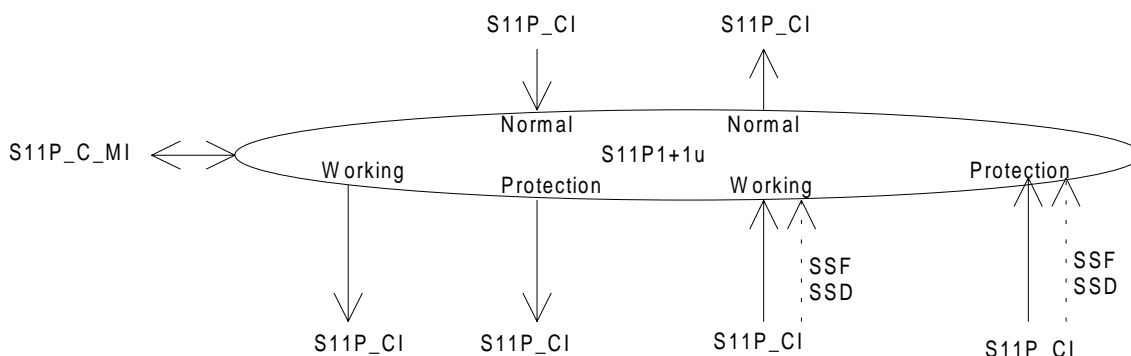 S11P_CI
S11P_CI
Normal
Normal
S11P_C_MI
S11P1+1u
Working
Protection
Working
Protection
SSF
SSD
SSF
SSD
S11P_CI
S11P_CI
S11P_CI
S11P_CI